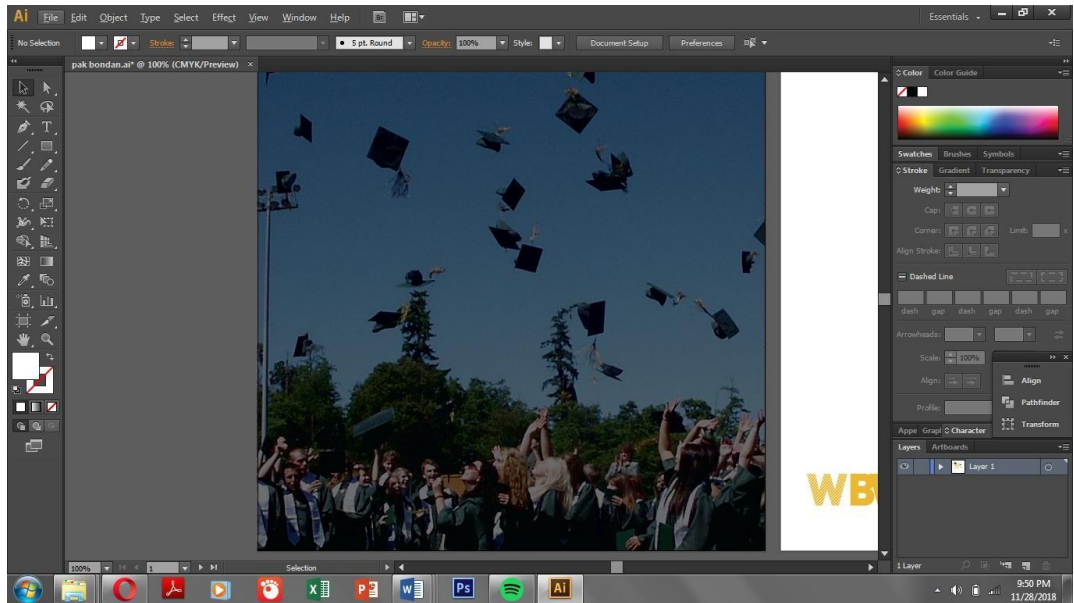 Ai File Edit Object Type Select Effect View Window Help Br Essentials
No Selection Stroke: 5 pt. Round Opacity: 100% Style: Document Setup Preferences
pak bondan.ai* @ 100% (CMYK/Preview) ×
Color Color Guide
Swatches Brushes Symbols
Stroke Gradient Transparency
Weight:
Cap:
Corner: Limit: x
Align Stroke:
Dashed Line
dash gap dash gap dash gap
Arrowheads:
Scale: 100%
Align:
Profile:
Align
Pathfinder
Transform
Appe Grapl Character
Layers Artboards
Layer 1
WB
100% 1 Selection
1 Layer
Ps Ai
9:50 PM
11/28/2018